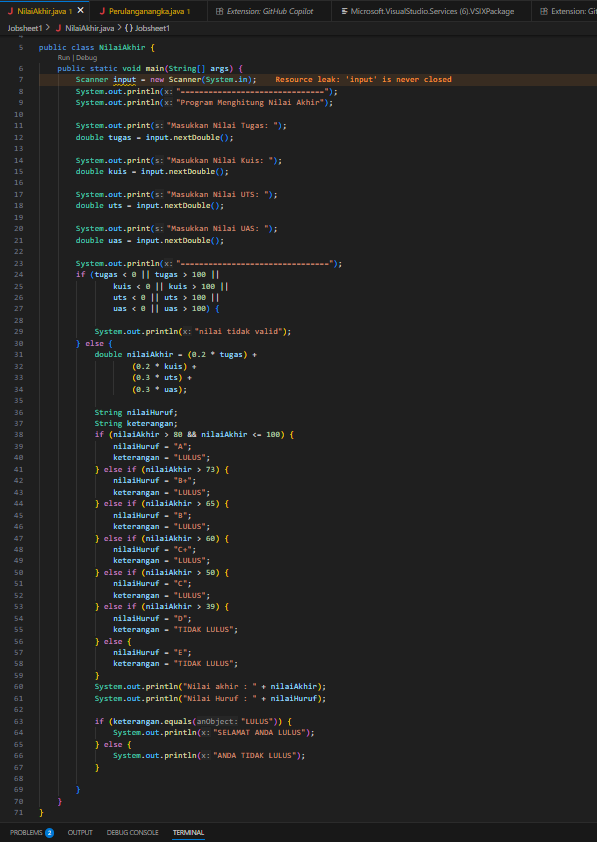 NilaiAkhir.java 1
Perulanganangka.java 1
Extension: GitHub Copilot
Microsoft.VisualStudio.Services (6).VSIXPackage
Extension: Git
Jobsheet1 > NilaiAkhir.java > {} Jobsheet1
5 public class NilaiAkhir {
Run | Debug
6 public static void main(String[] args) {
7 Scanner input = new Scanner(System.in); Resource leak: 'input' is never closed
8 System.out.println(x: "==============================");
9 System.out.println(x: "Program Menghitung Nilai Akhir");
10
11 System.out.print(s: "Masukkan Nilai Tugas: ");
12 double tugas = input.nextDouble();
13
14 System.out.print(s: "Masukkan Nilai Kuis: ");
15 double kuis = input.nextDouble();
16
17 System.out.print(s: "Masukkan Nilai UTS: ");
18 double uts = input.nextDouble();
19
20 System.out.print(s: "Masukkan Nilai UAS: ");
21 double uas = input.nextDouble();
22
23 System.out.println(x: "===============================");
24 if (tugas < 0 || tugas > 100 ||
25 kuis < 0 || kuis > 100 ||
26 uts < 0 || uts > 100 ||
27 uas < 0 || uas > 100) {
28
29 System.out.println(x: "nilai tidak valid");
30 } else {
31 double nilaiAkhir = (0.2 * tugas) +
32 (0.2 * kuis) +
33 (0.3 * uts) +
34 (0.3 * uas);
35
36 String nilaiHuruf;
37 String keterangan;
38 if (nilaiAkhir > 80 && nilaiAkhir <= 100) {
39 nilaiHuruf = "A";
40 keterangan = "LULUS";
41 } else if (nilaiAkhir > 73) {
42 nilaiHuruf = "B+";
43 keterangan = "LULUS";
44 } else if (nilaiAkhir > 65) {
45 nilaiHuruf = "B";
46 keterangan = "LULUS";
47 } else if (nilaiAkhir > 60) {
48 nilaiHuruf = "C+";
49 keterangan = "LULUS";
50 } else if (nilaiAkhir > 50) {
51 nilaiHuruf = "C";
52 keterangan = "LULUS";
53 } else if (nilaiAkhir > 39) {
54 nilaiHuruf = "D";
55 keterangan = "TIDAK LULUS";
56 } else {
57 nilaiHuruf = "E";
58 keterangan = "TIDAK LULUS";
59 }
60 System.out.println("Nilai akhir : " + nilaiAkhir);
61 System.out.println("Nilai Huruf : " + nilaiHuruf);
62
63 if (keterangan.equals(anObject: "LULUS")) {
64 System.out.println(x: "SELAMAT ANDA LULUS");
65 } else {
66 System.out.println(x: "ANDA TIDAK LULUS");
67 }
68
69 }
70 }
71 }
PROBLEMS 2 OUTPUT DEBUG CONSOLE TERMINAL